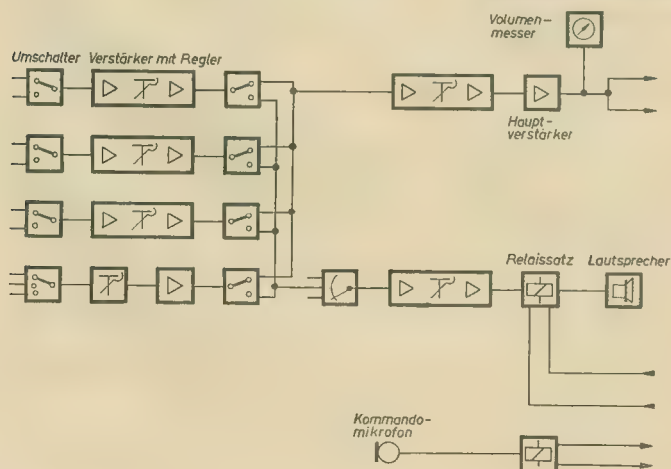 Volumen-
messer
Umschalter Verstärker mit Regler
Haupt-
verstärker
Relaissatz Lautsprecher
Kommando-
mikrofon